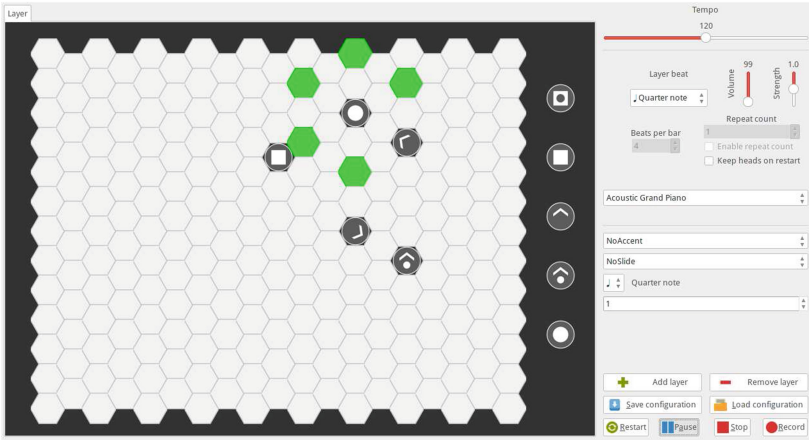 Layer
Tempo
120
Layer beat
Quarter note
Volume
99
Strength
1.0
Repeat count
1
Beats per bar
4
Enable repeat count
Keep heads on restart
Acoustic Grand Piano
NoAccent
NoSlide
Quarter note
1
Add layer
Remove layer
Save configuration
Load configuration
Restart
Pause
Stop
Record